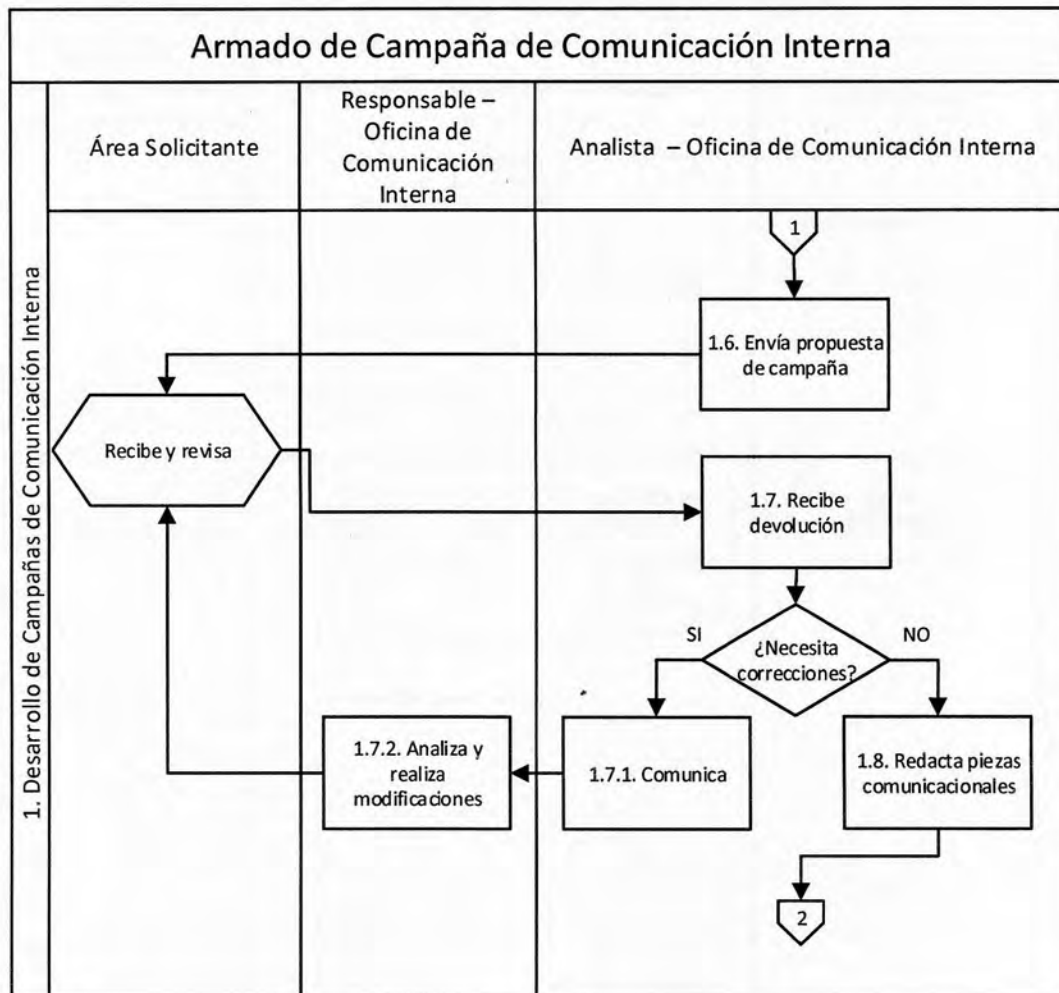 Armado de Campaña de Comunicación Interna
1. Desarrollo de Campañas de Comunicación Interna
Área Solicitante
Responsable –
Oficina de
Comunicación
Interna
Analista – Oficina de Comunicación Interna
1
1.6. Envía propuesta
de campaña
Recibe y revisa
1.7. Recibe
devolución
SI
¿Necesita
correcciones?
NO
1.7.2. Analiza y
realiza
modificaciones
1.7.1. Comunica
1.8. Redacta piezas
comunicacionales
2